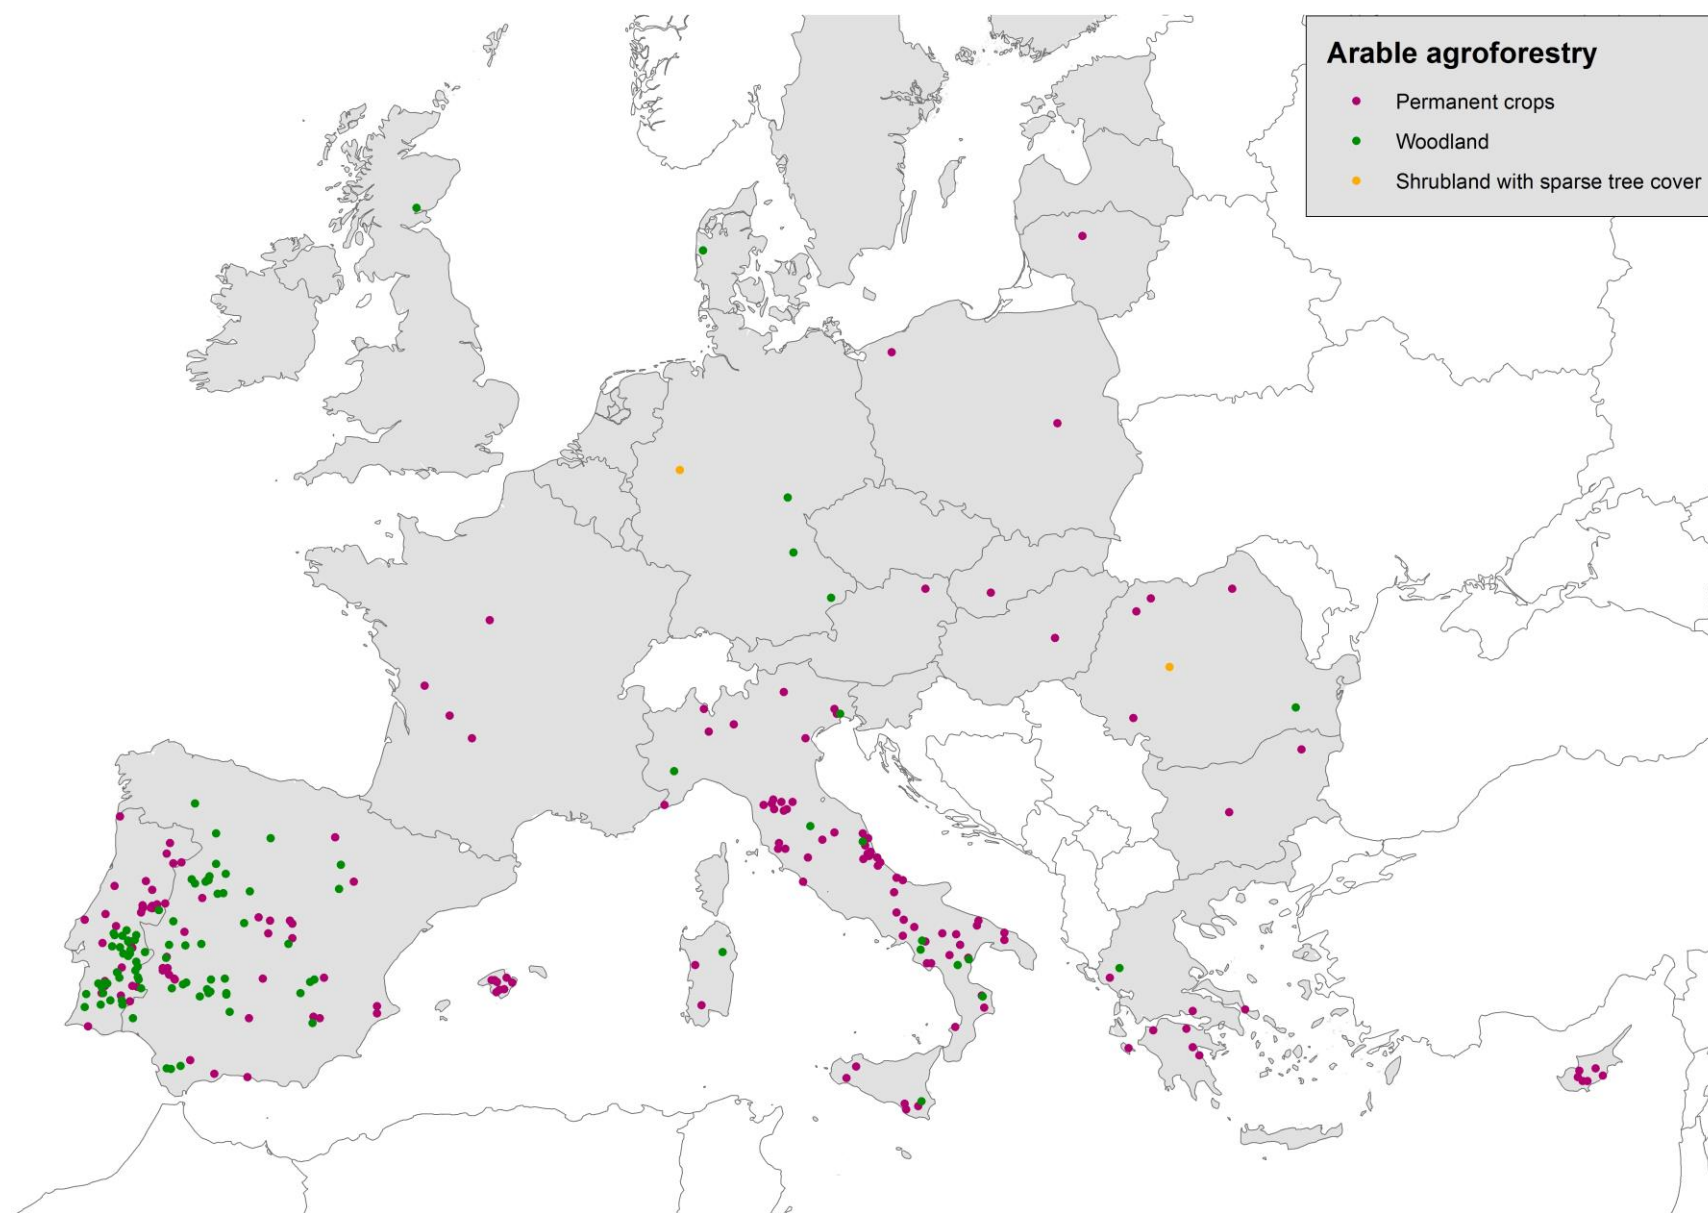 Arable agroforestry
Permanent crops
Woodland
Shrubland with sparse tree cover